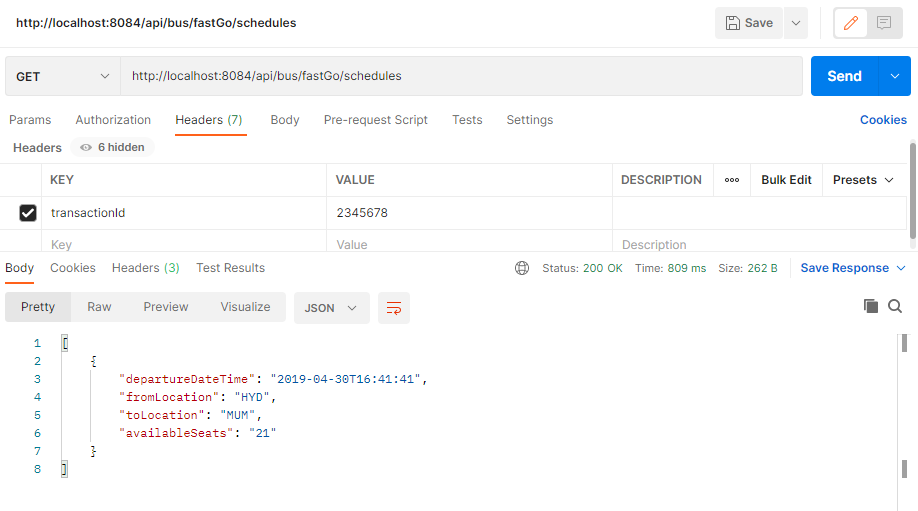 http://localhost:8084/api/bus/fastGo/schedules
Save
GET
http://localhost:8084/api/bus/fastGo/schedules
Send
Params Authorization Headers (7) Body Pre-request Script Tests Settings Cookies
Headers 6 hidden
KEY VALUE DESCRIPTION ooo Bulk Edit Presets
transactionId 2345678
Key Value Description
Body Cookies Headers (3) Test Results Status: 200 OK Time: 809 ms Size: 262 B Save Response
Pretty Raw Preview Visualize JSON
1 [
2 {
3 "departureDateTime": "2019-04-30T16:41:41",
4 "fromLocation": "HYD",
5 "toLocation": "MUM",
6 "availableSeats": "21"
7 }
8 ]